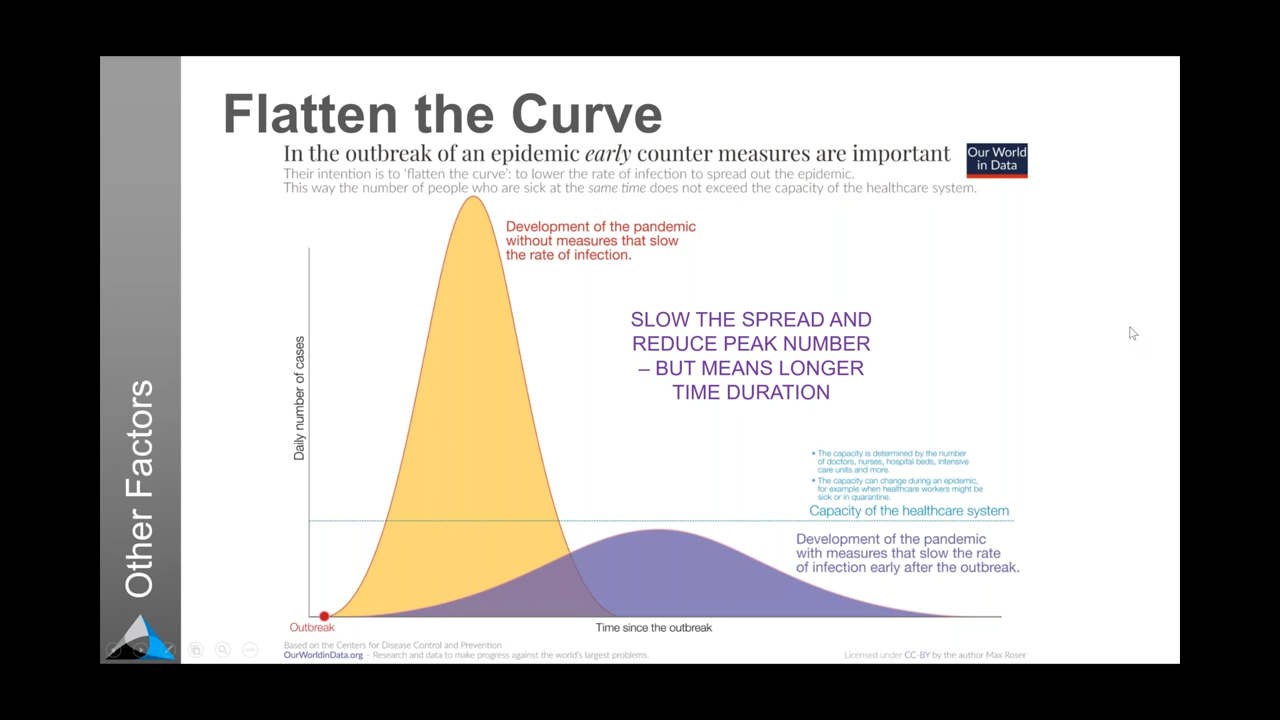 Flatten the Curve
In the outbreak of an epidemic early counter measures are important
Their intention is to 'flatten the curve': to lower the rate of infection to spread out the epidemic.
This way the number of people who are sick at the same time does not exceed the capacity of the healthcare system.
Our World
in Data
Development of the pandemic
without measures that slow
the rate of infection.
SLOW THE SPREAD AND
REDUCE PEAK NUMBER
– BUT MEANS LONGER
TIME DURATION
Daily number of cases
Other Factors
• The capacity is determined by the number
of doctors, nurses, hospital beds, intensive
care units and more.
• The capacity can change during an epidemic,
for example when healthcare workers might be
sick or in quarantine.
Capacity of the healthcare system
Development of the pandemic
with measures that slow the rate
of infection early after the outbreak.
Outbreak
Time since the outbreak
Based on the Centers for Disease Control and Prevention
OurWorldinData.org – Research and data to make progress against the world's largest problems.
Licensed under CC-BY by the author Max Roser